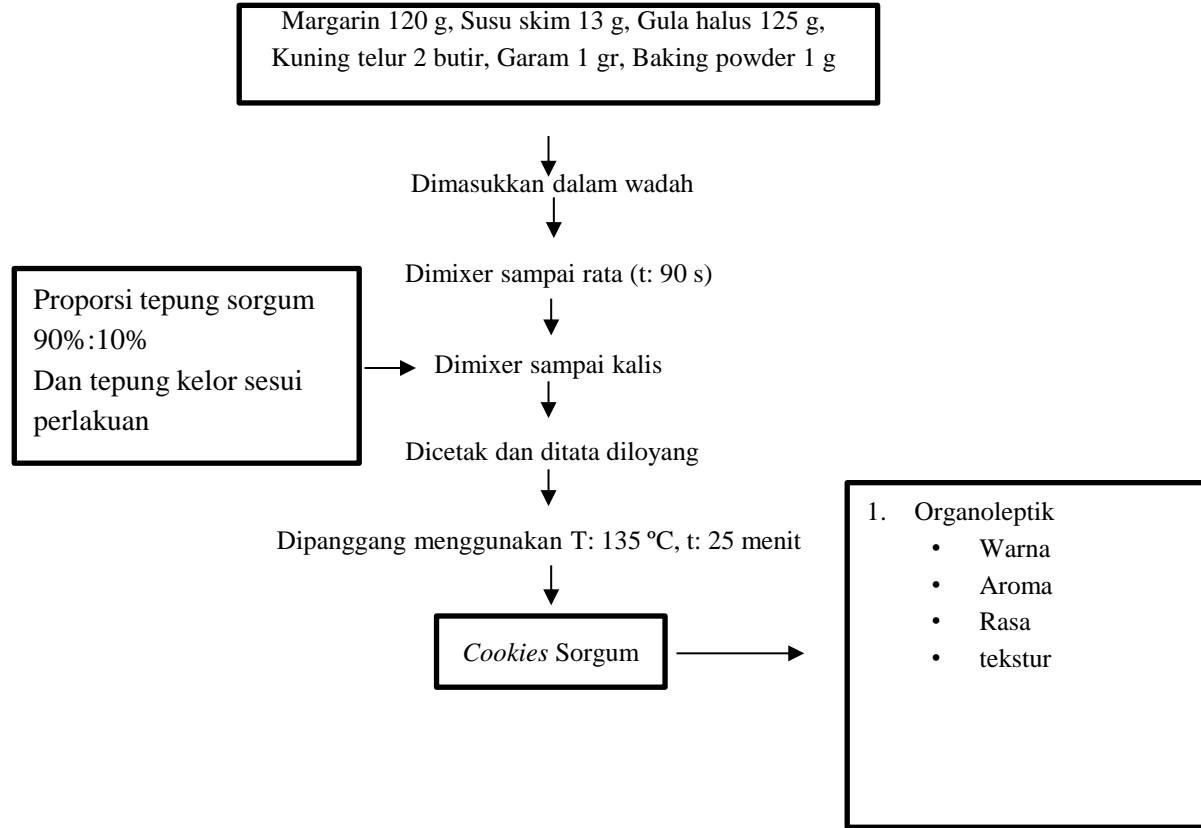 Margarin 120 g, Susu skim 13 g, Gula halus 125 g,
Kuning telur 2 butir, Garam 1 gr, Baking powder 1 g
Dimasukkan dalam wadah
Dimixer sampai rata (t: 90 s)
Proporsi tepung sorgum
90%:10%
Dan tepung kelor sesui
perlakuan
Dimixer sampai kalis
Dicetak dan ditata diloyang
Dipanggang menggunakan T: 135 ºC, t: 25 menit
Cookies Sorgum
1. Organoleptik
• Warna
• Aroma
• Rasa
• tekstur